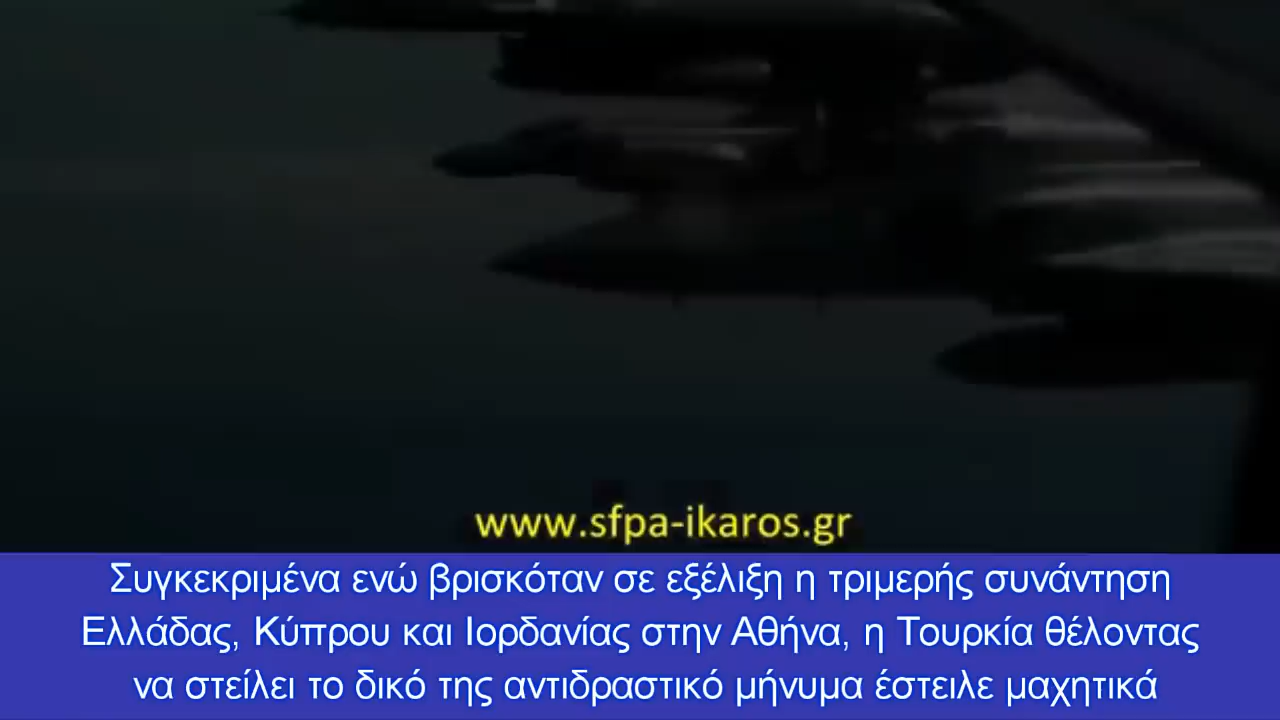 www.sfpa-ikaros.gr
Συγκεκριμένα ενώ βρισκόταν σε εξέλιξη η τριμερής συνάντηση
Ελλάδας, Κύπρου και Ιορδανίας στην Αθήνα, η Τουρκία θέλοντας
να στείλει το δικό της αντιδραστικό μήνυμα έστειλε μαχητικά